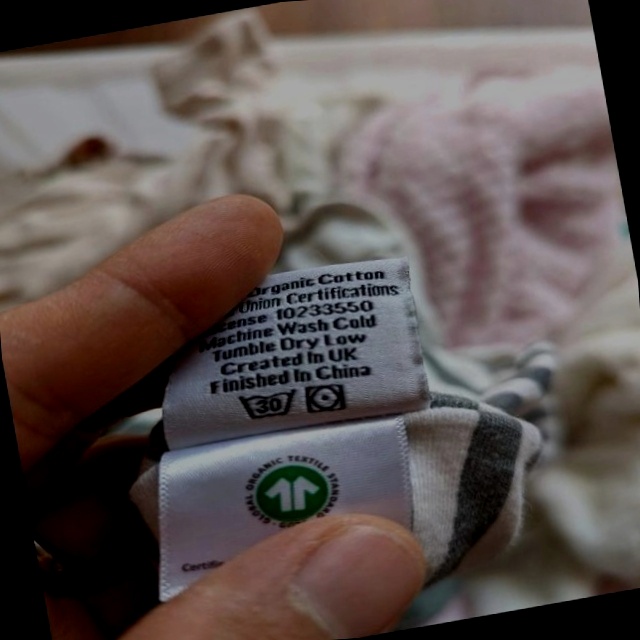 Organic Cotton
Union Certifications
10233550
Machine Wash Cold
Tumble Dry Low
Created In UK
Finished In China
30
GLOBAL ORGANIC TEXTILE STANDARD